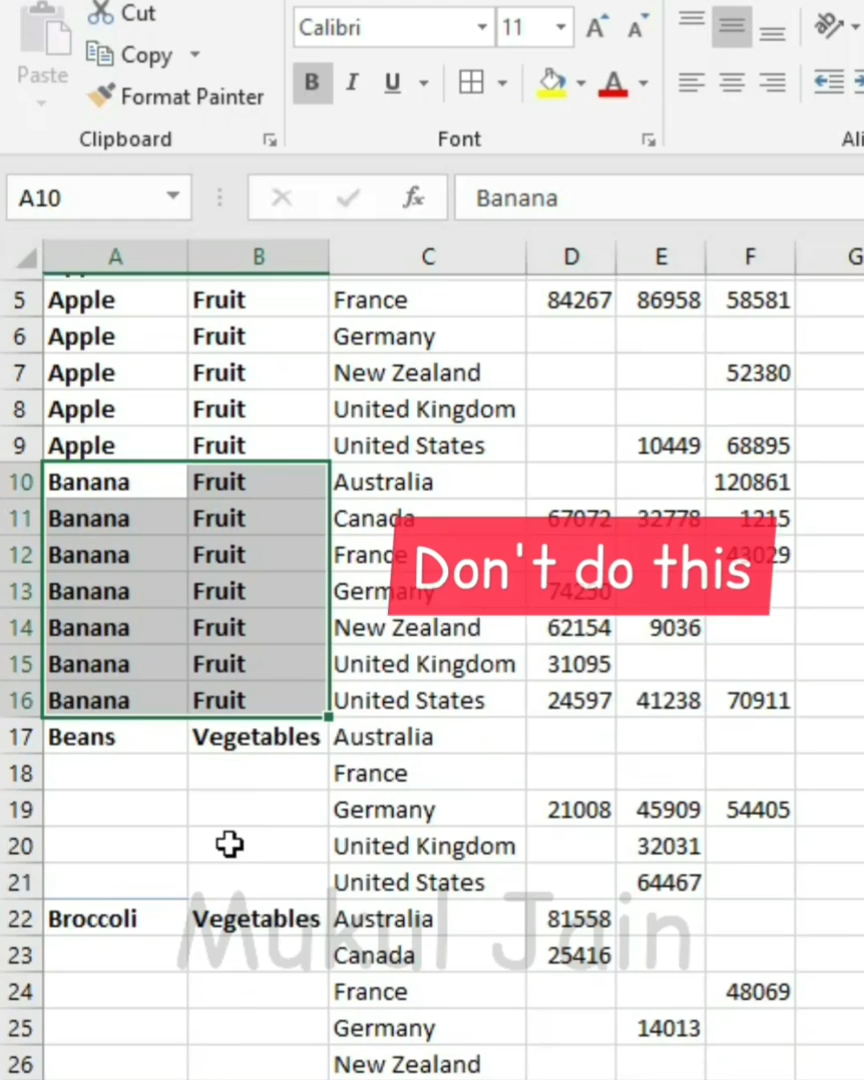 Cut
Copy
Paste
Format Painter
Clipboard
Calibri
11
B I U
A
Font
A10
fx
Banana
A B C D E F G
5 Apple Fruit France 84267 86958 58581
6 Apple Fruit Germany
7 Apple Fruit New Zealand 52380
8 Apple Fruit United Kingdom
9 Apple Fruit United States 10449 68895
10 Banana Fruit Australia 120861
11 Banana Fruit Canada 67072 32778 1215
12 Banana Fruit France 43029
Don't do this
13 Banana Fruit Germany 74250
14 Banana Fruit New Zealand 62154 9036
15 Banana Fruit United Kingdom 31095
16 Banana Fruit United States 24597 41238 70911
17 Beans Vegetables Australia
18 France
19 Germany 21008 45909 54405
20 United Kingdom 32031
21 United States 64467
22 Broccoli Vegetables Australia 81558
Mukul Jain
23 Canada 25416
24 France 48069
25 Germany 14013
26 New Zealand